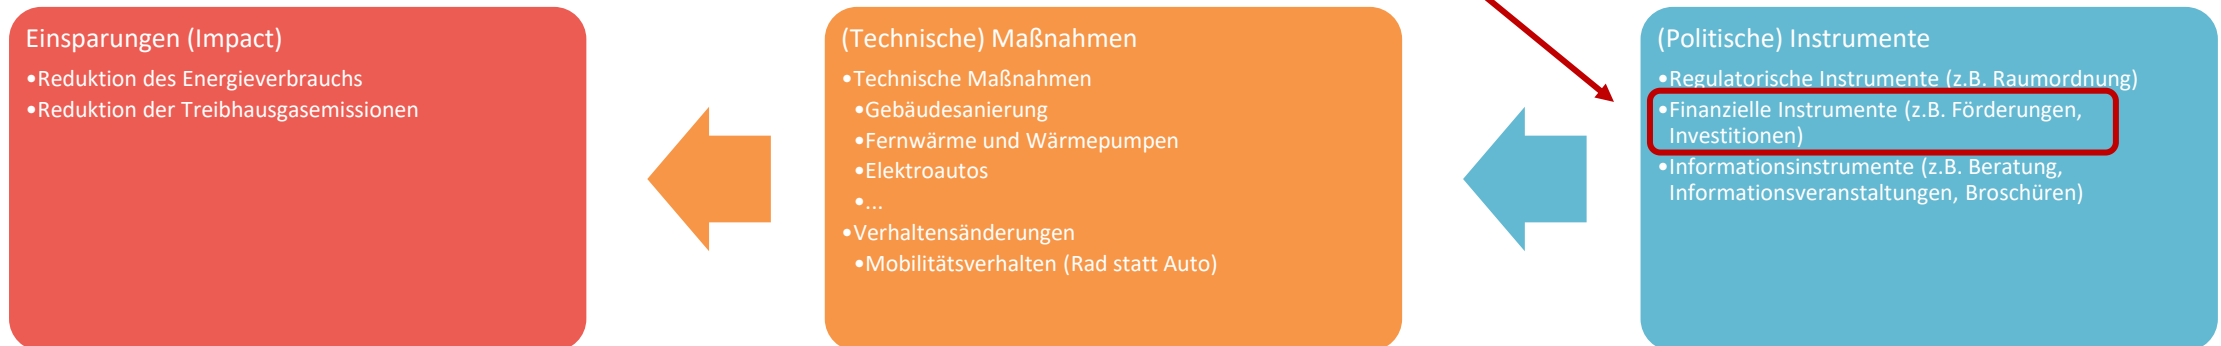 Einsparungen (Impact)
•Reduktion des Energieverbrauchs
•Reduktion der Treibhausgasemissionen
(Technische) Maßnahmen
•Technische Maßnahmen
•Gebäudesanierung
•Fernwärme und Wärmepumpen
•Elektroautos
•...
•Verhaltensänderungen
•Mobilitätsverhalten (Rad statt Auto)
(Politische) Instrumente
•Regulatorische Instrumente (z.B. Raumordnung)
•Finanzielle Instrumente (z.B. Förderungen,
Investitionen)
•Informationsinstrumente (z.B. Beratung,
Informationsveranstaltungen, Broschüren)